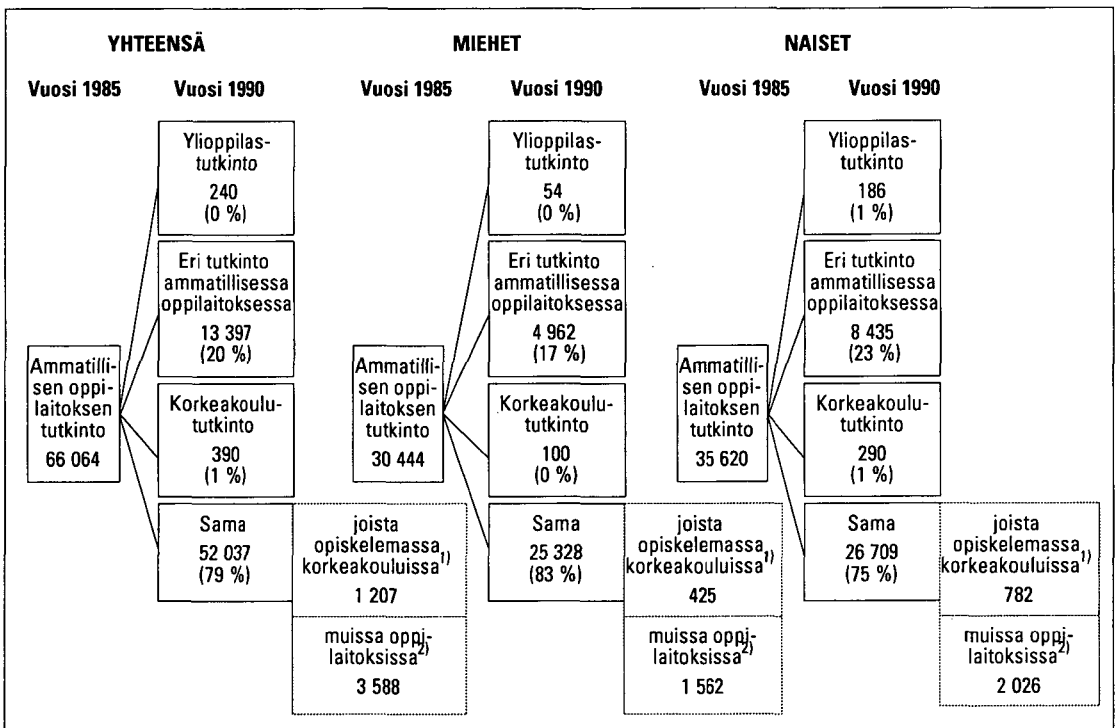 YHTEENSÄ
MIEHET
NAISET
Vuosi 1985
Vuosi 1990
Vuosi 1985
Vuosi 1990
Vuosi 1985
Vuosi 1990
Ammatilli-
sen oppi-
laitoksen
tutkinto
66 064
Ylioppilas-
tutkinto
240
(0 %)
Eri tutkinto
ammatillisessa
oppilaitoksessa
13 397
(20 %)
Korkeakoulu-
tutkinto
390
(1 %)
Sama
52 037
(79 %)
joista
opiskelemassa
korkeakouluissa1)
1 207
muissa oppi-
laitoksissa2)
3 588
Ammatilli-
sen oppi-
laitoksen
tutkinto
30 444
Ylioppilas-
tutkinto
54
(0 %)
Eri tutkinto
ammatillisessa
oppilaitoksessa
4 962
(17 %)
Korkeakoulu-
tutkinto
100
(0 %)
Sama
25 328
(83 %)
joista
opiskelemassa
korkeakouluissa1)
425
muissa oppi-
laitoksissa2)
1 562
Ammatilli-
sen oppi-
laitoksen
tutkinto
35 620
Ylioppilas-
tutkinto
186
(1 %)
Eri tutkinto
ammatillisessa
oppilaitoksessa
8 435
(23 %)
Korkeakoulu-
tutkinto
290
(1 %)
Sama
26 709
(75 %)
joista
opiskelemassa
korkeakouluissa1)
782
muissa oppi-
laitoksissa2)
2 026